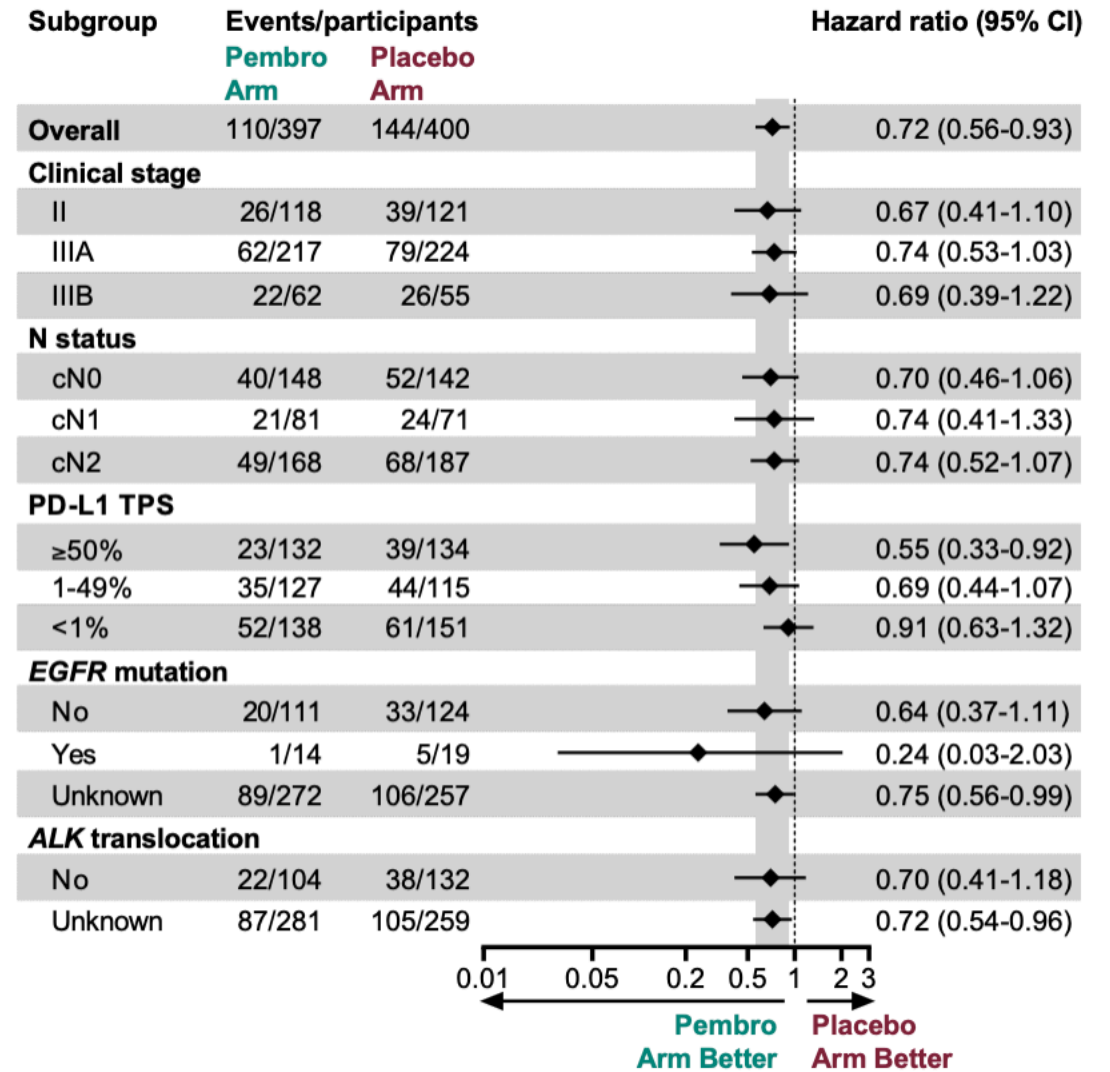 Subgroup Events/participants Hazard ratio (95% CI)
Pembro Placebo
Arm Arm
Overall 110/397 144/400 0.72 (0.56-0.93)
Clinical stage
II 26/118 39/121 0.67 (0.41-1.10)
IIIA 62/217 79/224 0.74 (0.53-1.03)
IIIB 22/62 26/55 0.69 (0.39-1.22)
N status
cN0 40/148 52/142 0.70 (0.46-1.06)
cN1 21/81 24/71 0.74 (0.41-1.33)
cN2 49/168 68/187 0.74 (0.52-1.07)
PD-L1 TPS
≥50% 23/132 39/134 0.55 (0.33-0.92)
1-49% 35/127 44/115 0.69 (0.44-1.07)
<1% 52/138 61/151 0.91 (0.63-1.32)
EGFR mutation
No 20/111 33/124 0.64 (0.37-1.11)
Yes 1/14 5/19 0.24 (0.03-2.03)
Unknown 89/272 106/257 0.75 (0.56-0.99)
ALK translocation
No 22/104 38/132 0.70 (0.41-1.18)
Unknown 87/281 105/259 0.72 (0.54-0.96)
0.01 0.05 0.2 0.5 1 2 3
Pembro Placebo
Arm Better Arm Better